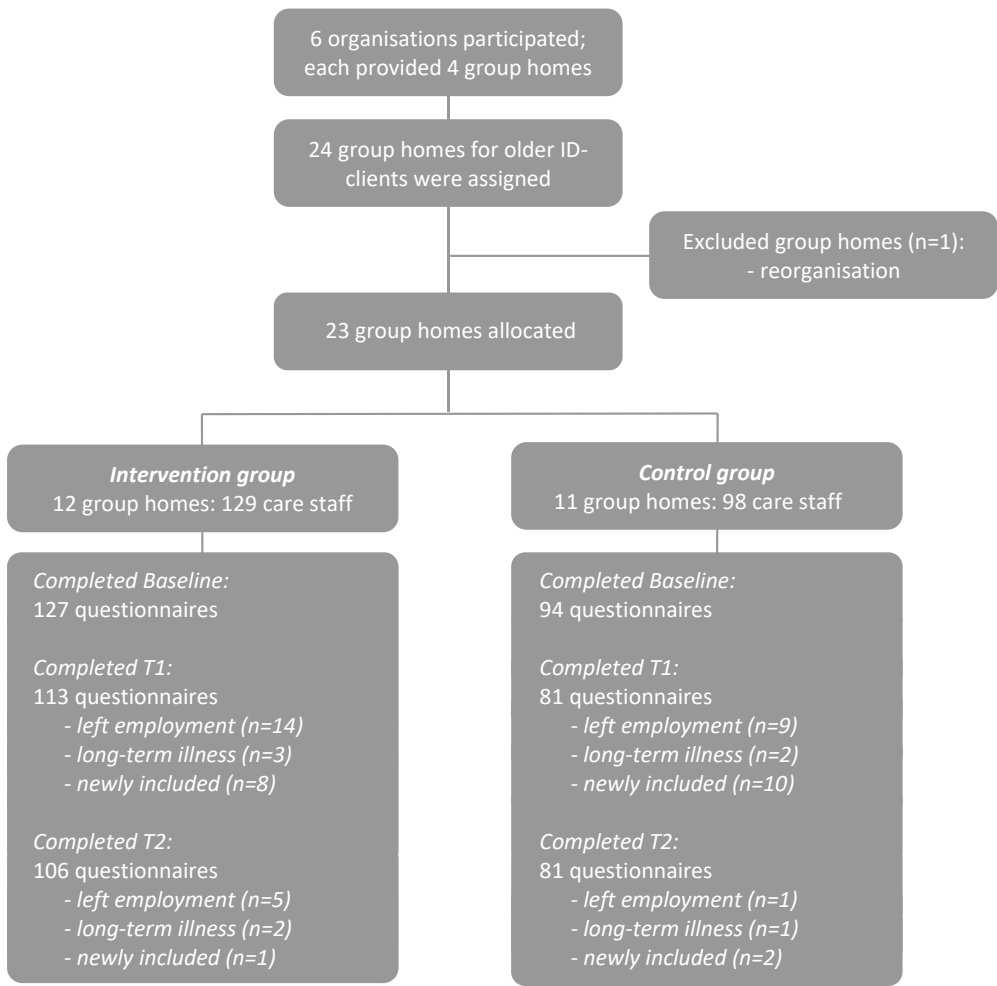 6 organisations participated;
each provided 4 group homes
24 group homes for older ID-
clients were assigned
Excluded group homes (n=1):
- reorganisation
23 group homes allocated
Intervention group
12 group homes: 129 care staff
Completed Baseline:
127 questionnaires
Completed T1:
113 questionnaires
- left employment (n=14)
- long-term illness (n=3)
- newly included (n=8)
Completed T2:
106 questionnaires
- left employment (n=5)
- long-term illness (n=2)
- newly included (n=1)
Control group
11 group homes: 98 care staff
Completed Baseline:
94 questionnaires
Completed T1:
81 questionnaires
- left employment (n=9)
- long-term illness (n=2)
- newly included (n=10)
Completed T2:
81 questionnaires
- left employment (n=1)
- long-term illness (n=1)
- newly included (n=2)